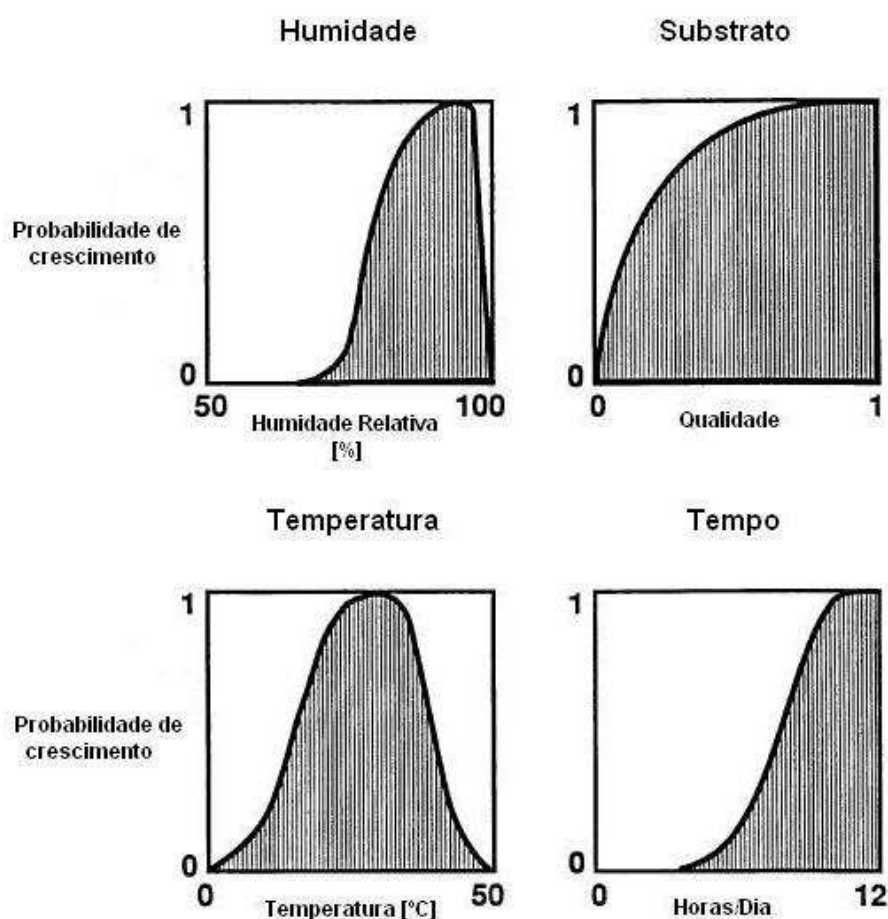 Humidade
Substrato
1
1
Probabilidade de
crescimento
0
0
50
100
0
1
Humidade Relativa
[%]
Qualidade
Temperatura
Tempo
1
1
Probabilidade de
crescimento
0
0
0
50
0
12
Temperatura [°C]
Horas/Dia